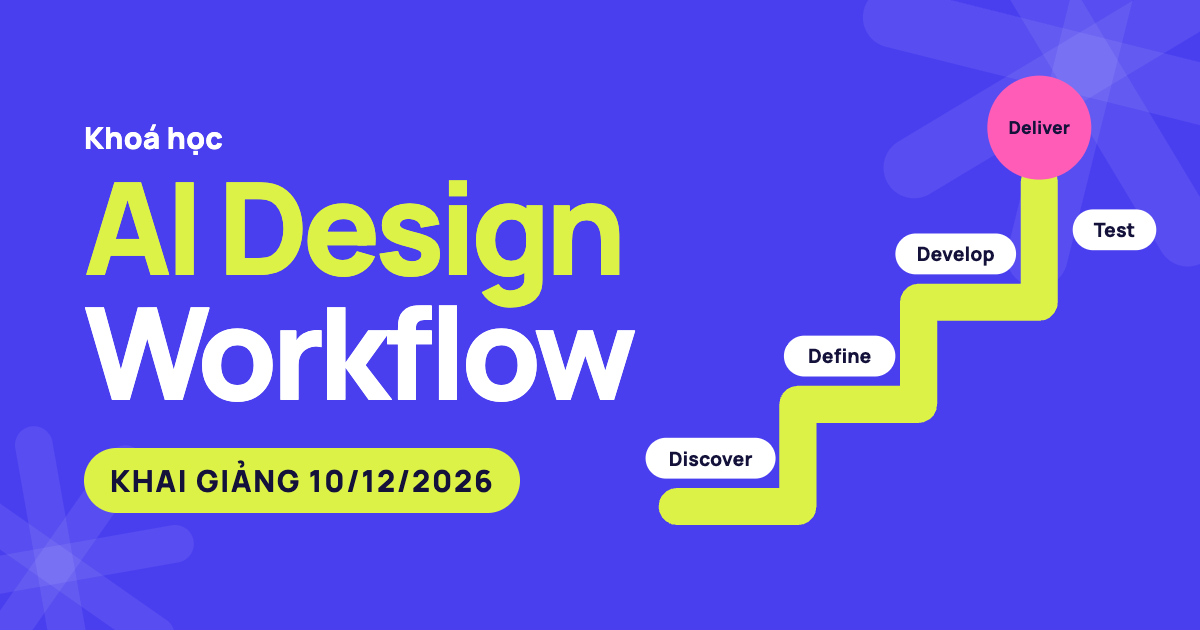 Khoá học
AI Design
Workflow
KHAI GIẢNG 10/12/2026
Discover
Define
Develop
Test
Deliver